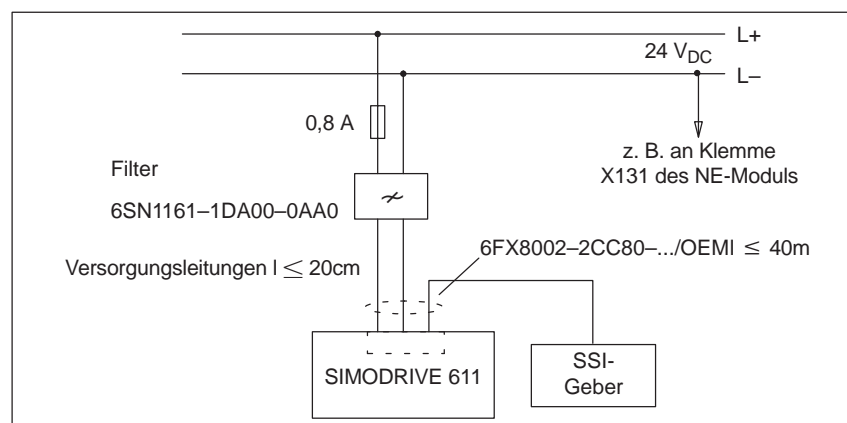 L+
24 VDC
L–
0,8 A
z. B. an Klemme
X131 des NE-Moduls
Filter
6SN1161–1DA00–0AA0
6FX8002–2CC80–.../OEMI ≤ 40m
Versorgungsleitungen l ≤ 20cm
SIMODRIVE 611
SSI-
Geber